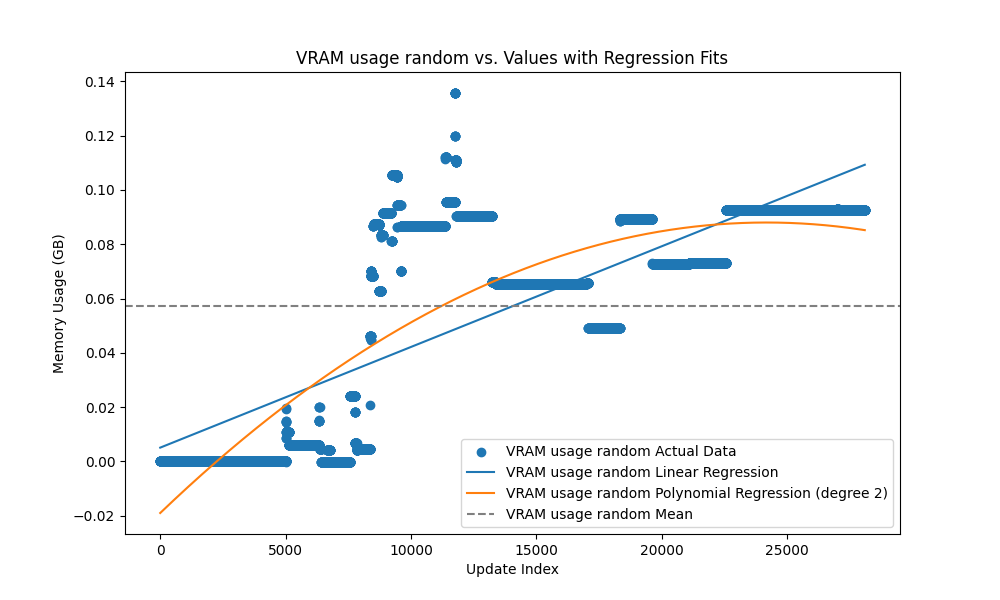 VRAM usage random vs. Values with Regression Fits
Memory Usage (GB)
0.14
0.12
0.10
0.08
0.06
0.04
0.02
0.00
−0.02
VRAM usage random Actual Data
VRAM usage random Linear Regression
VRAM usage random Polynomial Regression (degree 2)
VRAM usage random Mean
0 5000 10000 15000 20000 25000
Update Index